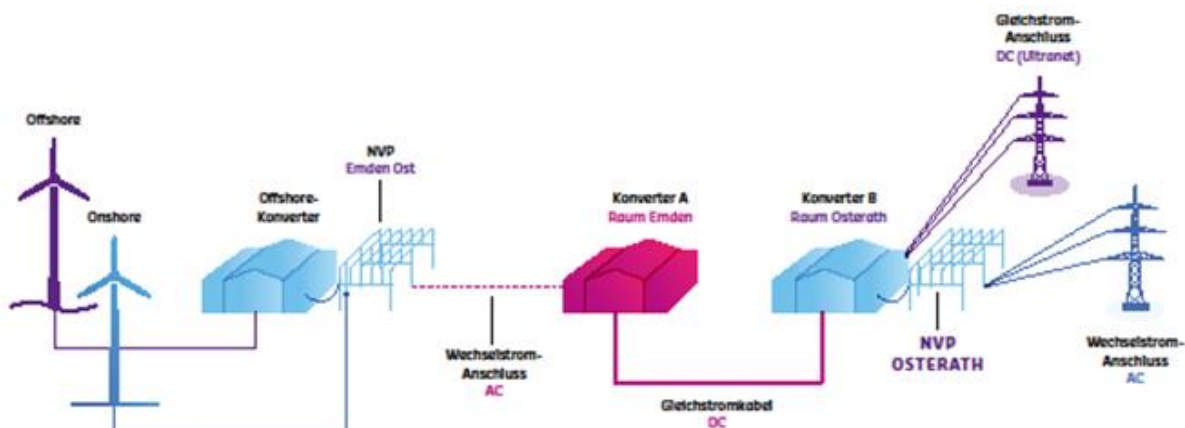 Offshore
Onshore
Offshore-
Konverter
NVP
Emden Ost
Wechselstrom-
Anschluss
AC
Konverter A
Raum Emden
Gleichstromkabel
DC
Konverter B
Raum Osterath
NVP
OSTERATH
Gleichstrom-
Anschluss
DC (Ultranet)
Wechselstrom-
Anschluss
AC